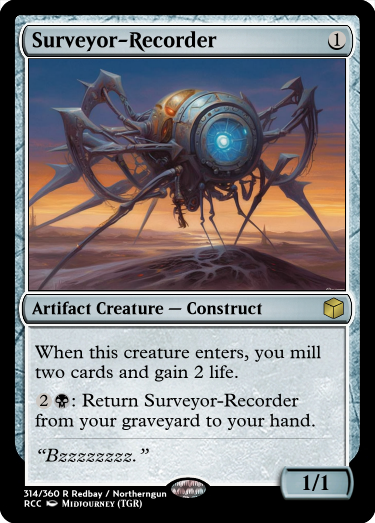 Surveyor-Recorder 1
Artifact Creature — Construct
When this creature enters, you mill
two cards and gain 2 life.
2 : Return Surveyor-Recorder
from your graveyard to your hand.
“Bzzzzzzzz.”
1/1
314/360 R Redbay / Northerngun
RCC Midjourney (TGR)